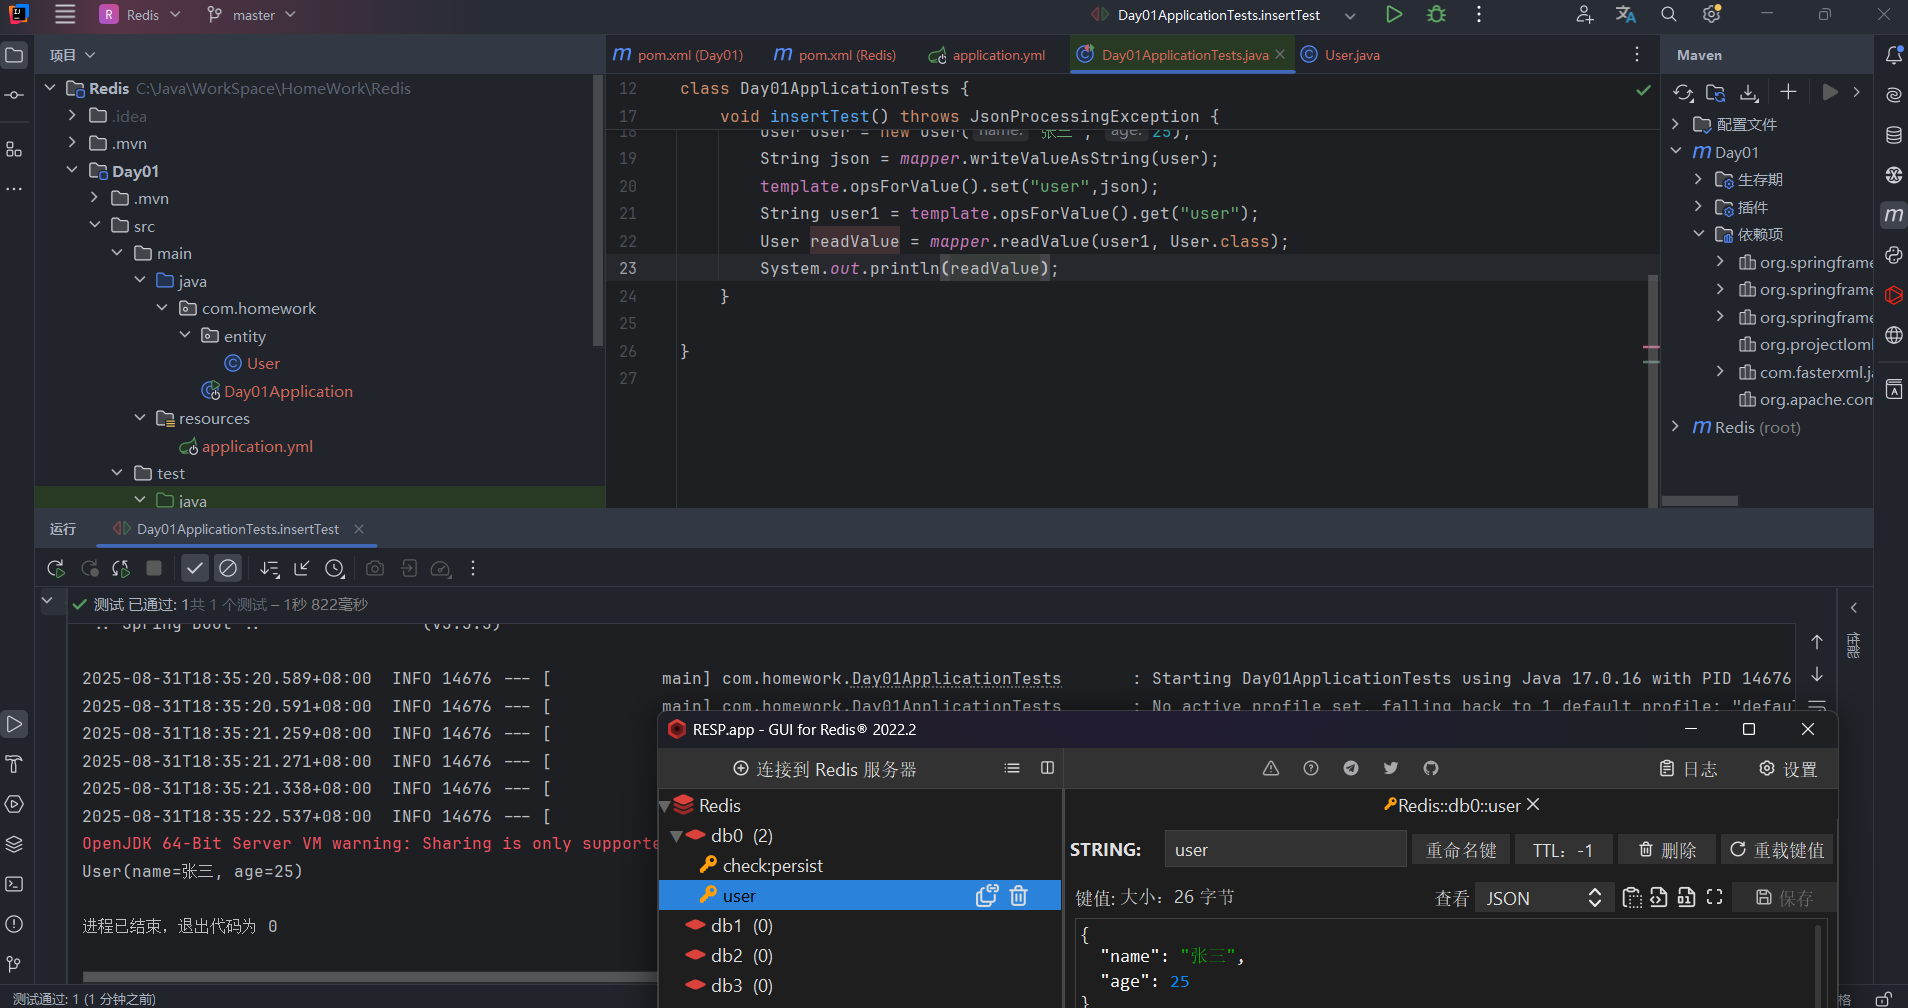 R Redis master Day01ApplicationTests.insertTest
项目
Redis C:\Java\WorkSpace\HomeWork\Redis
.idea
.mvn
Day01
.mvn
src
main
java
com.homework
entity
User
Day01Application
resources
application.yml
test
java
pom.xml (Day01) pom.xml (Redis) application.yml Day01ApplicationTests.java User.java
12 class Day01ApplicationTests {
17 void insertTest() throws JsonProcessingException {
18 User user = new User( name: "张三", age: 25);
19 String json = mapper.writeValueAsString(user);
20 template.opsForValue().set("user",json);
21 String user1 = template.opsForValue().get("user");
22 User readValue = mapper.readValue(user1, User.class);
23 System.out.println(readValue);
24 }
25
26 }
27
Maven
配置文件
Day01
生存期
插件
依赖项
org.springframe
org.springframe
org.springframe
org.projectlom
com.fasterxml.j
org.apache.com
Redis (root)
运行 Day01ApplicationTests.insertTest
测试 已通过: 1共 1 个测试 – 1秒 822毫秒
:: Spring Boot ::
2025-08-31T18:35:20.589+08:00 INFO 14676 --- [ main] com.homework.Day01ApplicationTests : Starting Day01ApplicationTests using Java 17.0.16 with PID 14676
2025-08-31T18:35:20.591+08:00 INFO 14676 --- [ main] com.homework.Day01ApplicationTests : No active profile set, falling back to 1 default profile: "defau
2025-08-31T18:35:21.259+08:00 INFO 14676 --- [
2025-08-31T18:35:21.271+08:00 INFO 14676 --- [
2025-08-31T18:35:21.338+08:00 INFO 14676 --- [
2025-08-31T18:35:22.537+08:00 INFO 14676 --- [
OpenJDK 64-Bit Server VM warning: Sharing is only supporte
User(name=张三, age=25)
进程已结束，退出代码为 0
性能
RESP.app - GUI for Redis® 2022.2
连接到 Redis 服务器
日志 设置
Redis
db0 (2)
check:persist
user
db1 (0)
db2 (0)
db3 (0)
Redis::db0::user
STRING: user 重命名键 TTL: -1 删除 重载键值
键值: 大小: 26 字节 查看 JSON 保存
{
"name": "张三",
"age": 25
}
测试通过: 1 (1 分钟之前)
格